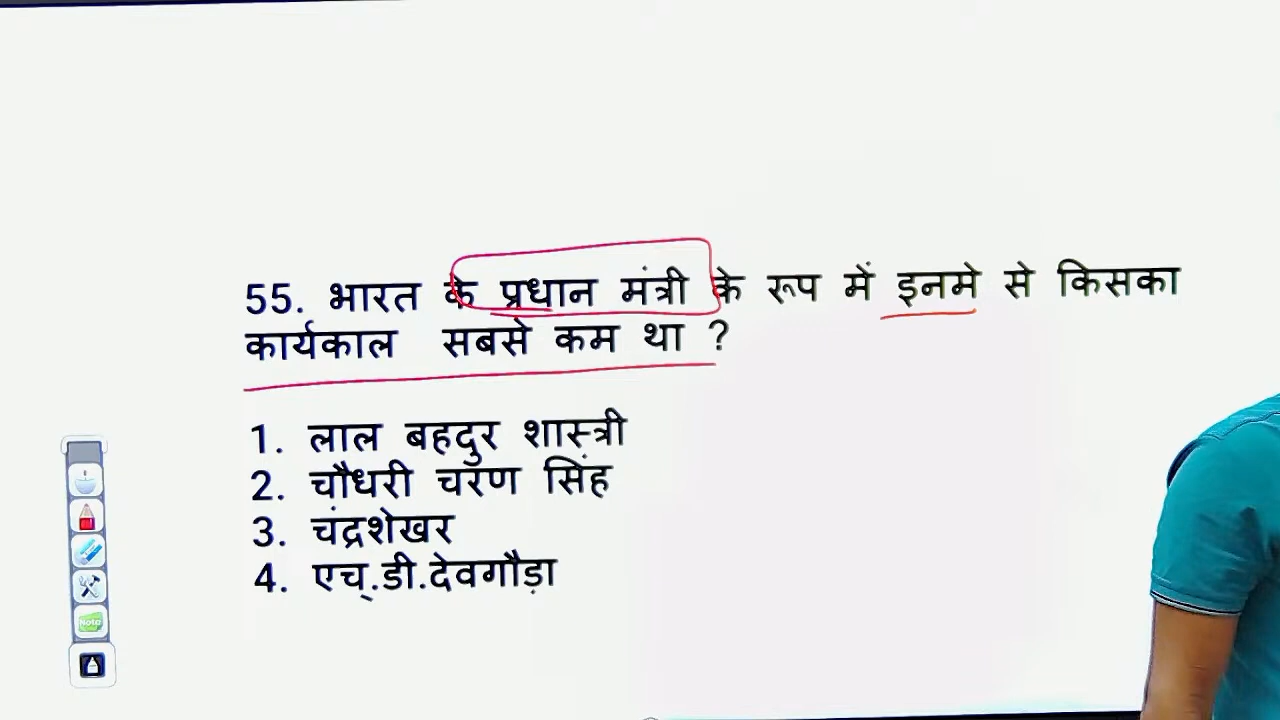 55. भारत के प्रधान मंत्री के रूप में इनमे से किसका
कार्यकाल सबसे कम था ?
1. लाल बहदुर शास्त्री
2. चौधरी चरण सिंह
3. चंद्रशेखर
4. एच्.डी.देवगौड़ा
Note